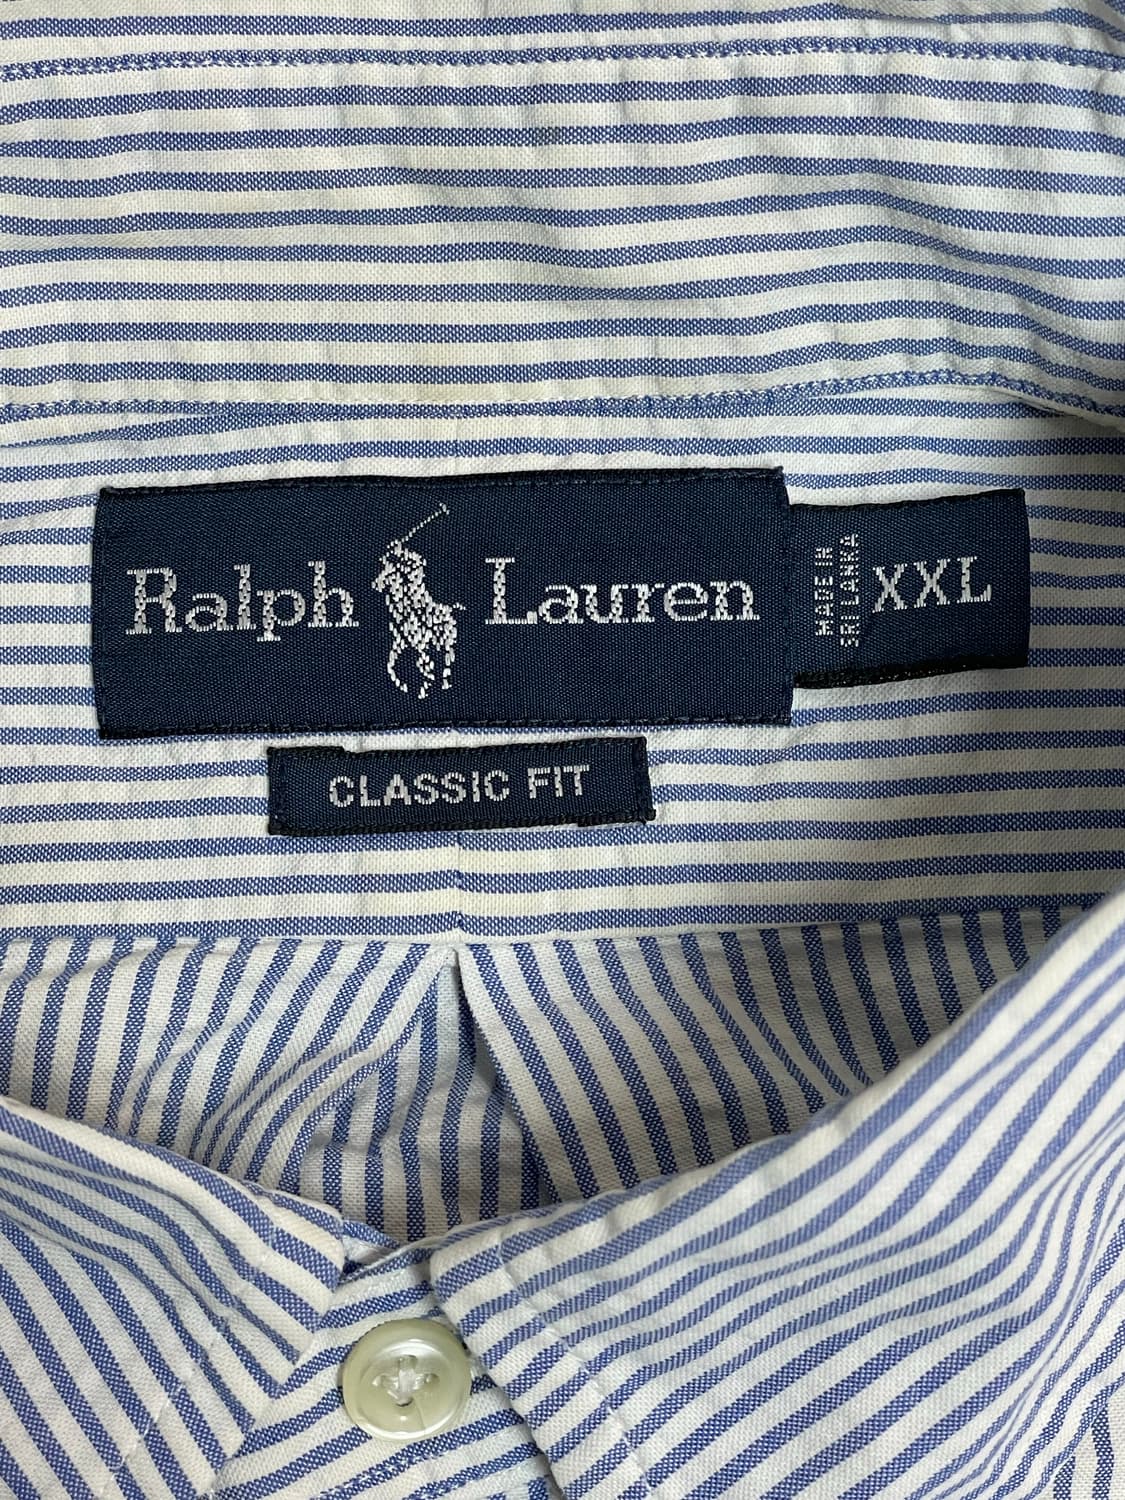 Ralph Lauren
MADE IN
SRI LANKA
XXL
CLASSIC FIT